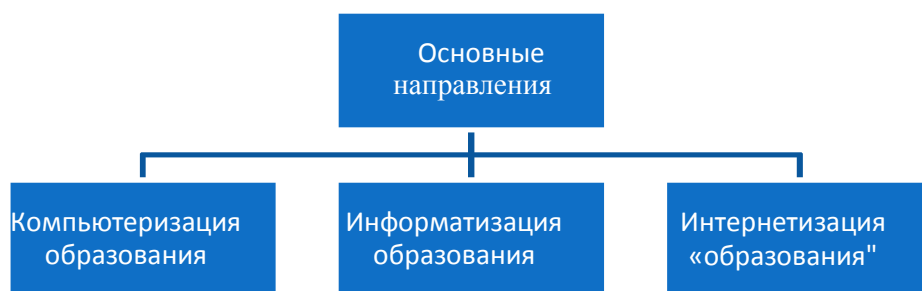 Основные
направления
Компьютеризация
образования
Информатизация
образования
Интернетизация
«образования"